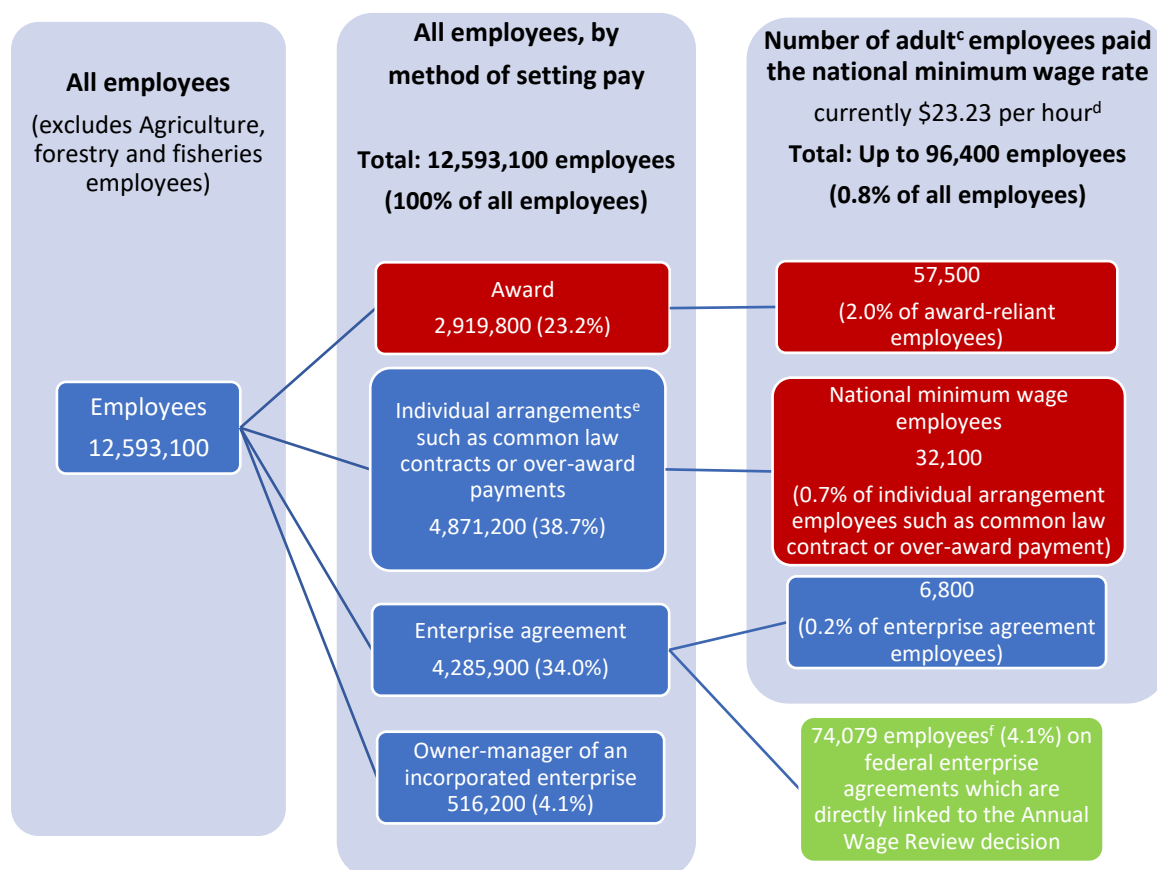 All employees
(excludes Agriculture,
forestry and fisheries
employees)
Employees
12,593,100
All employees, by
method of setting pay
Total: 12,593,100 employees
(100% of all employees)
Award
2,919,800 (23.2%)
Individual arrangementsᵉ
such as common law
contracts or over-award
payments
4,871,200 (38.7%)
Enterprise agreement
4,285,900 (34.0%)
Owner-manager of an
incorporated enterprise
516,200 (4.1%)
Number of adultᶜ employees paid
the national minimum wage rate
currently $23.23 per hourᵈ
Total: Up to 96,400 employees
(0.8% of all employees)
57,500
(2.0% of award-reliant
employees)
National minimum wage
employees
32,100
(0.7% of individual arrangement
employees such as common law
contract or over-award payment)
6,800
(0.2% of enterprise agreement
employees)
74,079 employeesᶠ (4.1%) on
federal enterprise
agreements which are
directly linked to the Annual
Wage Review decision